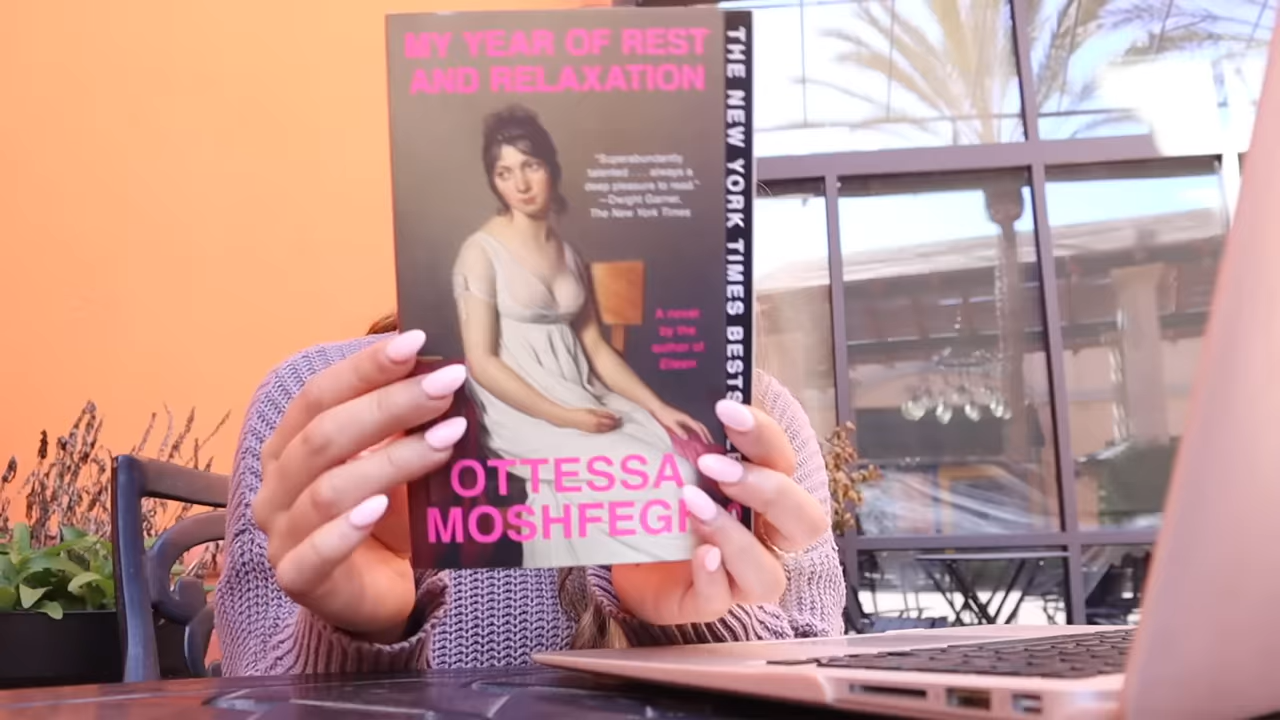 MY YEAR OF REST
AND RELAXATION
"Superabundantly
talented . . . always a
deep pleasure to read."
—Dwight Garner,
The New York Times
A novel
by the
author of
Eileen
OTTESSA
MOSHFEGH
THE NEW YORK TIMES BESTS